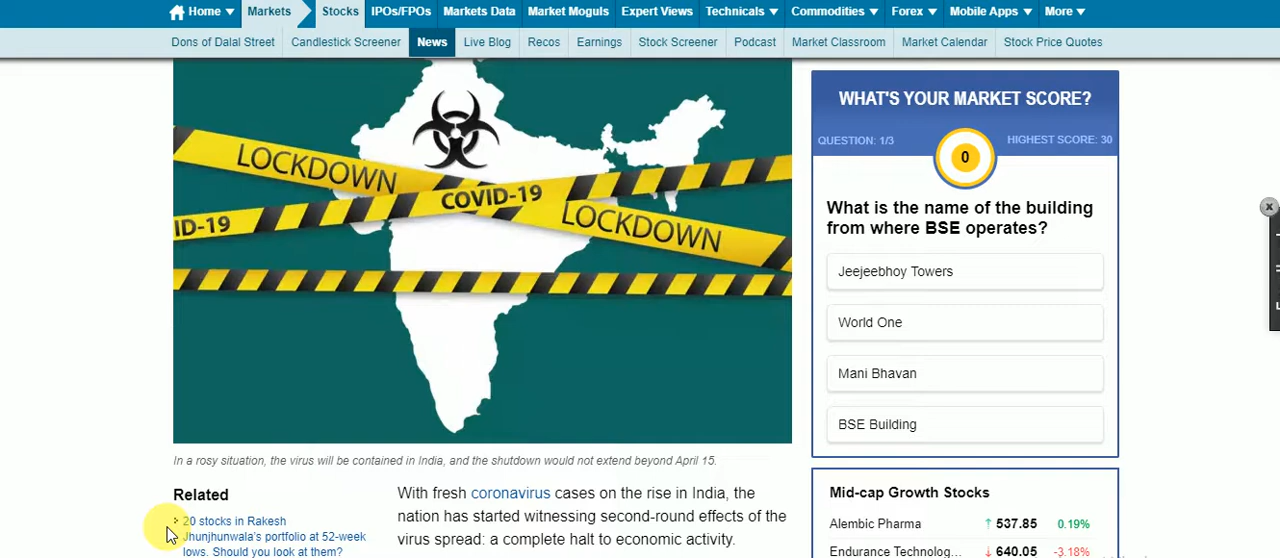 Home Markets Stocks IPOs/FPOs Markets Data Market Moguls Expert Views Technicals Commodities Forex Mobile Apps More
Dons of Dalal Street Candlestick Screener News Live Blog Recos Earnings Stock Screener Podcast Market Classroom Market Calendar Stock Price Quotes
LOCKDOWN
COVID-19
ID-19
LOCKDOWN
In a rosy situation, the virus will be contained in India, and the shutdown would not extend beyond April 15.
Related
20 stocks in Rakesh
Jhunjhunwala's portfolio at 52-week
lows. Should you look at them?
With fresh coronavirus cases on the rise in India, the
nation has started witnessing second-round effects of the
virus spread: a complete halt to economic activity.
WHAT'S YOUR MARKET SCORE?
QUESTION: 1/3 0 HIGHEST SCORE: 30
What is the name of the building
from where BSE operates?
Jeejeebhoy Towers
World One
Mani Bhavan
BSE Building
Mid-cap Growth Stocks
Alembic Pharma ↑ 537.85 0.19%
Endurance Technolog... ↓ 640.05 -3.18%